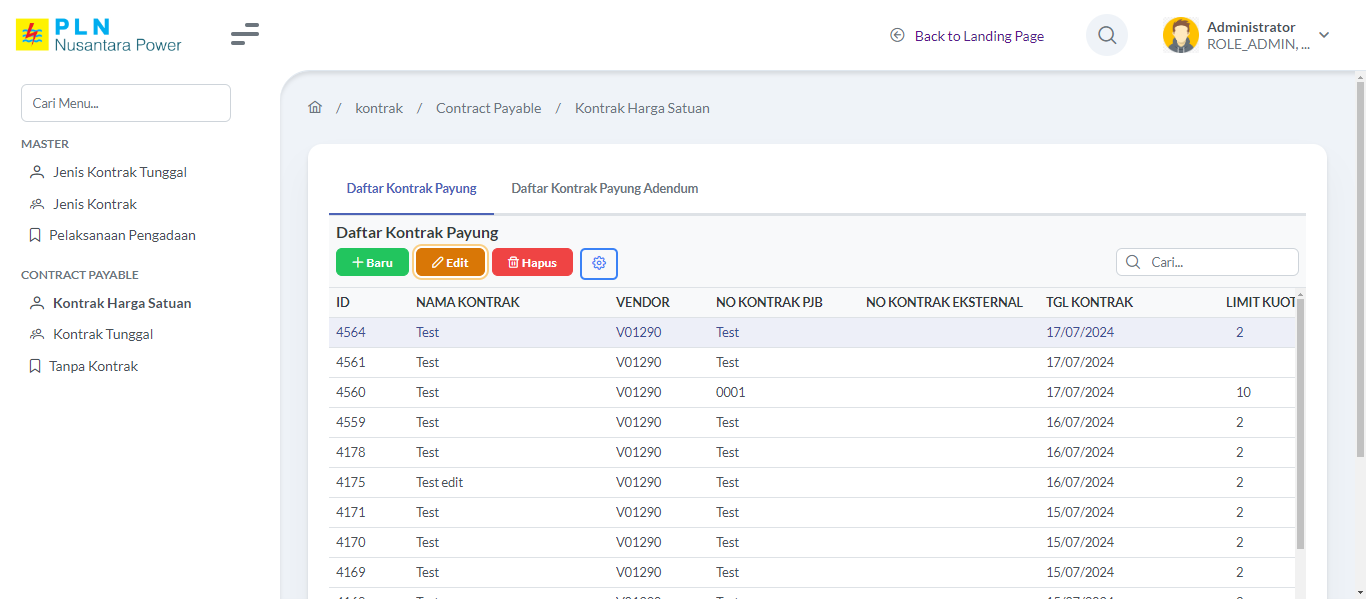 PLN
Nusantara Power
Back to Landing Page
Administrator
ROLE_ADMIN, ...
Cari Menu...
MASTER
Jenis Kontrak Tunggal
Jenis Kontrak
Pelaksanaan Pengadaan
CONTRACT PAYABLE
Kontrak Harga Satuan
Kontrak Tunggal
Tanpa Kontrak
/ kontrak / Contract Payable / Kontrak Harga Satuan
Daftar Kontrak Payung Daftar Kontrak Payung Adendum
Daftar Kontrak Payung
Baru Edit Hapus Cari...
ID NAMA KONTRAK VENDOR NO KONTRAK PJB NO KONTRAK EKSTERNAL TGL KONTRAK LIMIT KUOT
4564 Test V01290 Test 17/07/2024 2
4561 Test V01290 Test 17/07/2024
4560 Test V01290 0001 17/07/2024 10
4559 Test V01290 Test 16/07/2024 2
4178 Test V01290 Test 16/07/2024 2
4175 Test edit V01290 Test 16/07/2024 2
4171 Test V01290 Test 15/07/2024 2
4170 Test V01290 Test 15/07/2024 2
4169 Test V01290 Test 15/07/2024 2